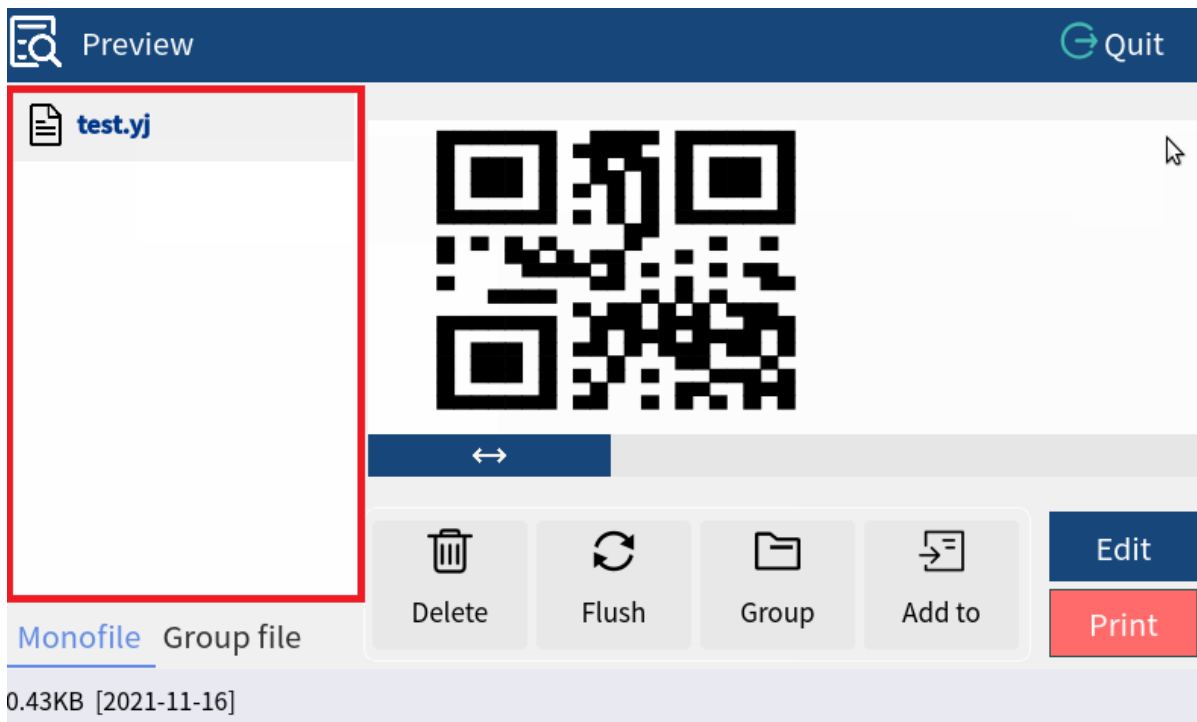 Preview
Quit
test.yj
Delete
Flush
Group
Add to
Edit
Print
Monofile
Group file
0.43KB [2021-11-16]